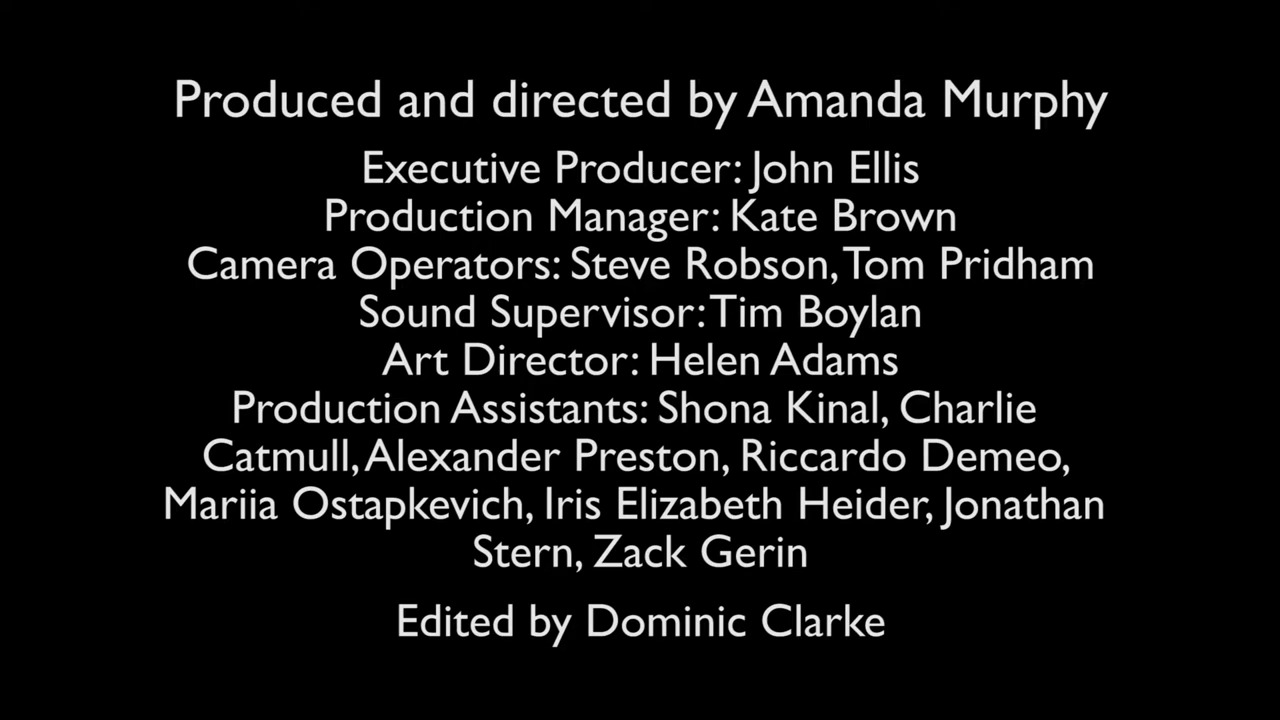 Produced and directed by Amanda Murphy
Executive Producer: John Ellis
Production Manager: Kate Brown
Camera Operators: Steve Robson, Tom Pridham
Sound Supervisor: Tim Boylan
Art Director: Helen Adams
Production Assistants: Shona Kinal, Charlie
Catmull, Alexander Preston, Riccardo Demeo,
Mariia Ostapkevich, Iris Elizabeth Heider, Jonathan
Stern, Zack Gerin
Edited by Dominic Clarke